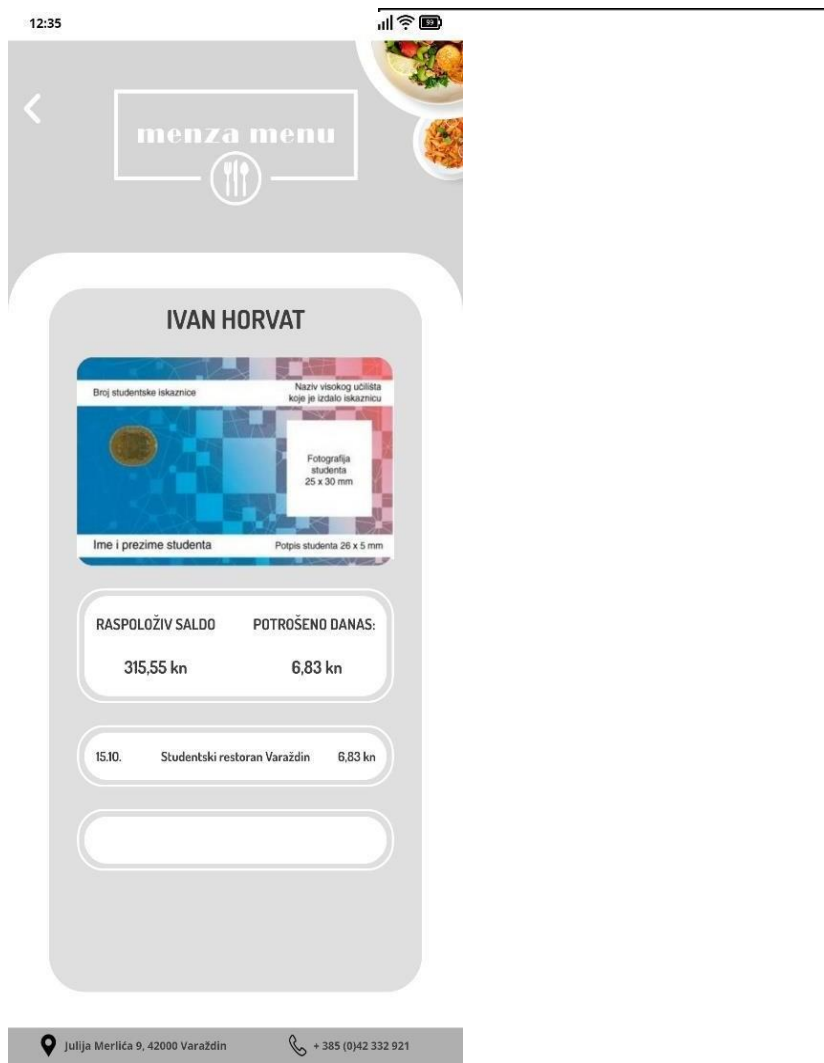 12:35
99
menza menu
IVAN HORVAT
Broj studentske iskaznice
Naziv visokog učilišta
koje je izdalo iskaznicu
Fotografija
studenta
25 x 30 mm
Ime i prezime studenta
Potpis studenta 26 x 5 mm
RASPOLOŽIV SALDO
POTROŠENO DANAS:
315,55 kn
6,83 kn
15.10. Studentski restoran Varaždin 6,83 kn
Julija Merlića 9, 42000 Varaždin
+ 385 (0)42 332 921